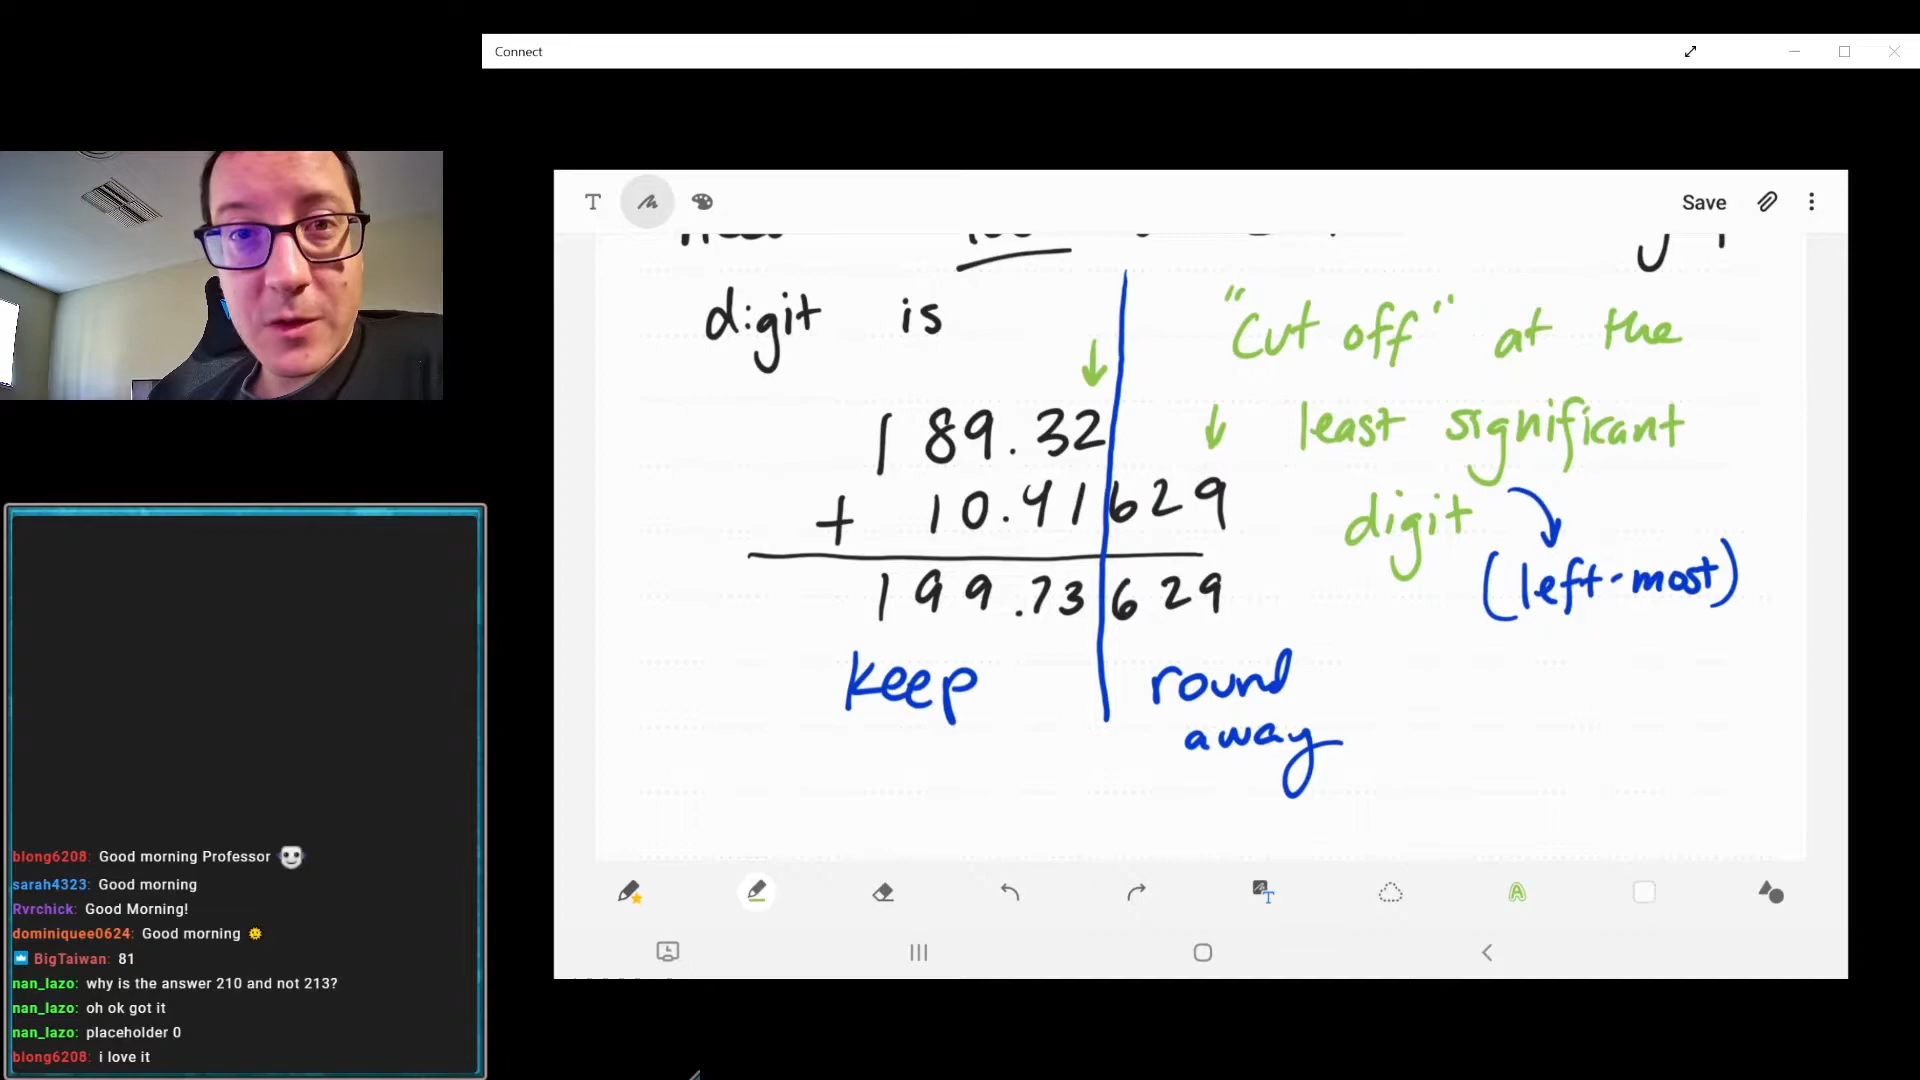 Connect
Save
digit is
"Cut off" at the
least significant
digit
(left-most)
189.32
+ 10.41629
199.73629
keep
round
away
blong6208: Good morning Professor
sarah4323: Good morning
Rvrchick: Good Morning!
dominiquee0624: Good morning 🌞
BigTaiwan: 81
nan_lazo: why is the answer 210 and not 213?
nan_lazo: oh ok got it
nan_lazo: placeholder 0
blong6208: i love it